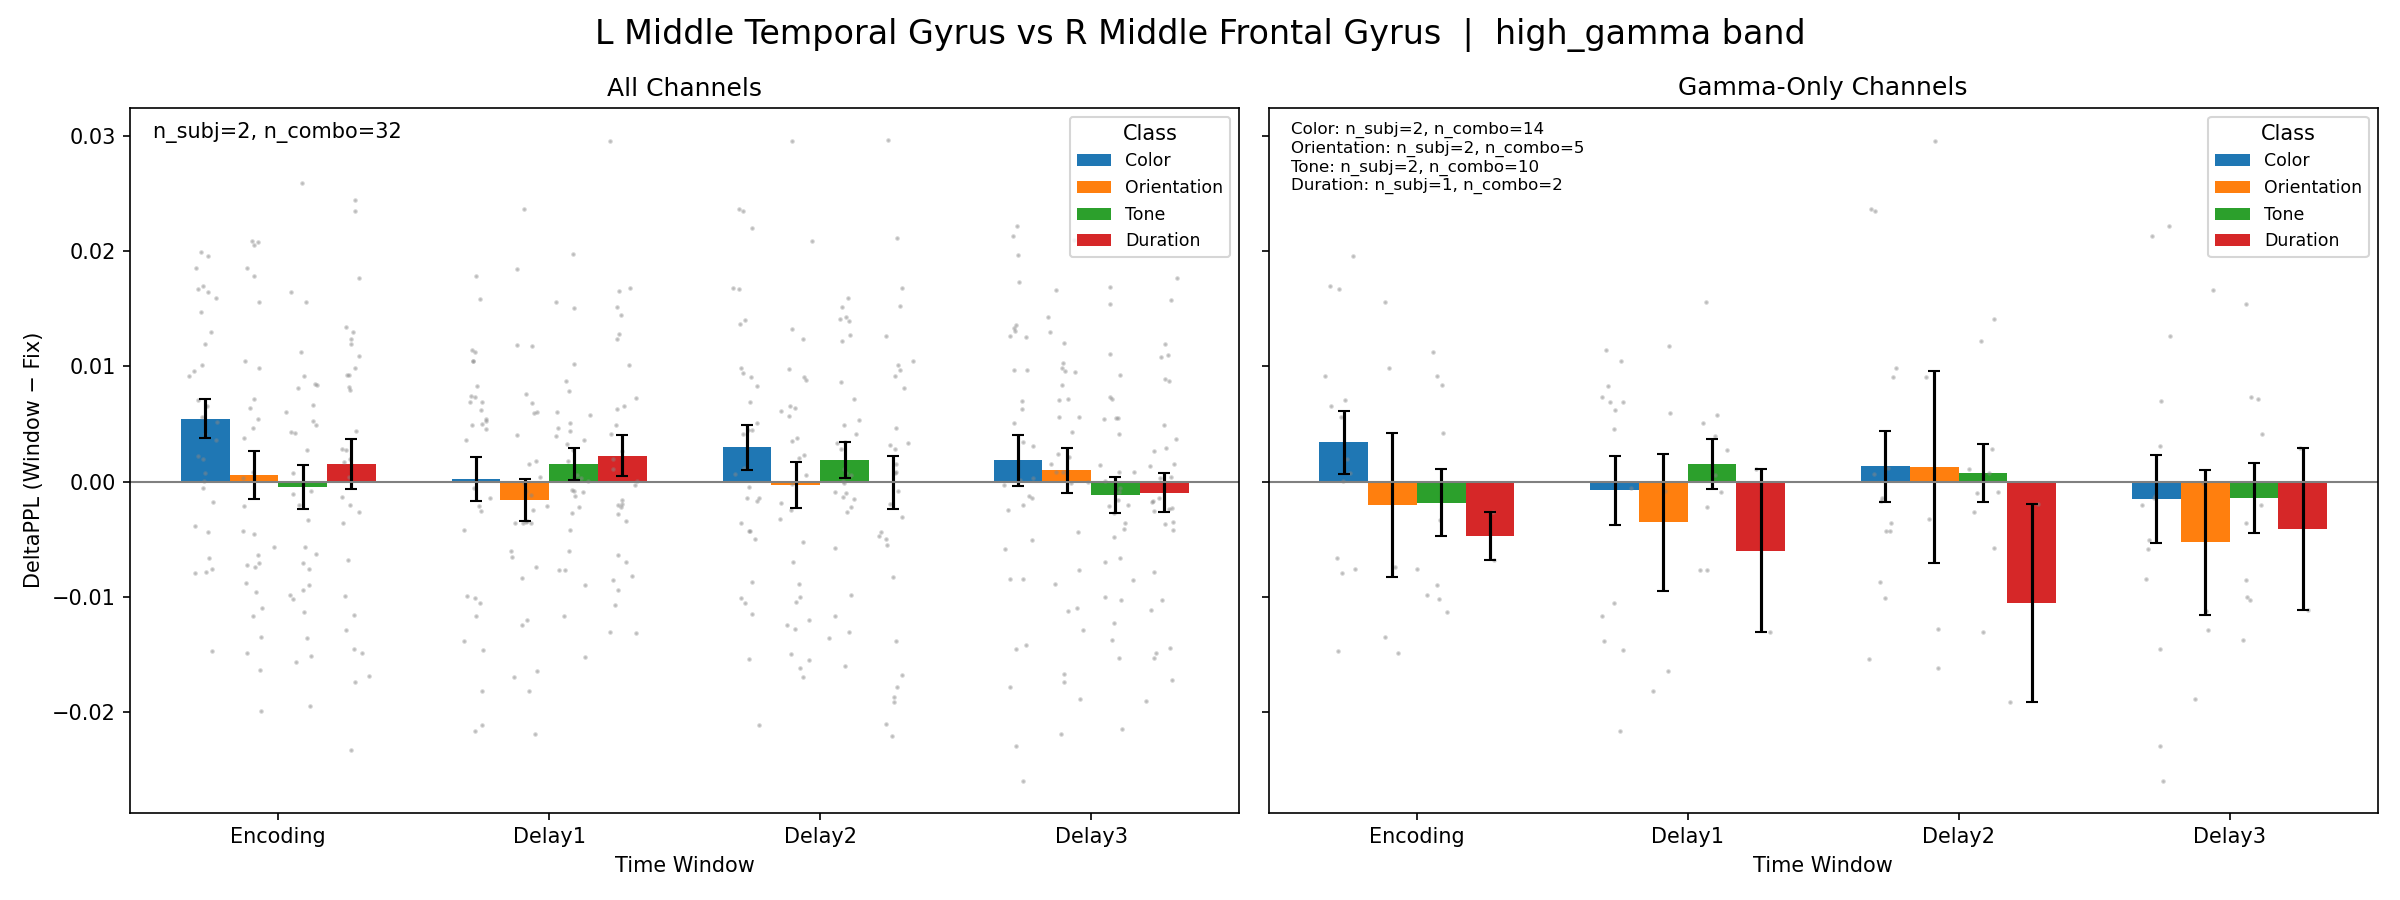 L Middle Temporal Gyrus vs R Middle Frontal Gyrus | high_gamma band
All Channels
n_subj=2, n_combo=32
Class
Color
Orientation
Tone
Duration
0.03
0.02
0.01
0.00
−0.01
−0.02
DeltaPPL (Window − Fix)
Encoding
Delay1
Delay2
Delay3
Time Window
Gamma-Only Channels
Color: n_subj=2, n_combo=14
Orientation: n_subj=2, n_combo=5
Tone: n_subj=2, n_combo=10
Duration: n_subj=1, n_combo=2
Class
Color
Orientation
Tone
Duration
Encoding
Delay1
Delay2
Delay3
Time Window